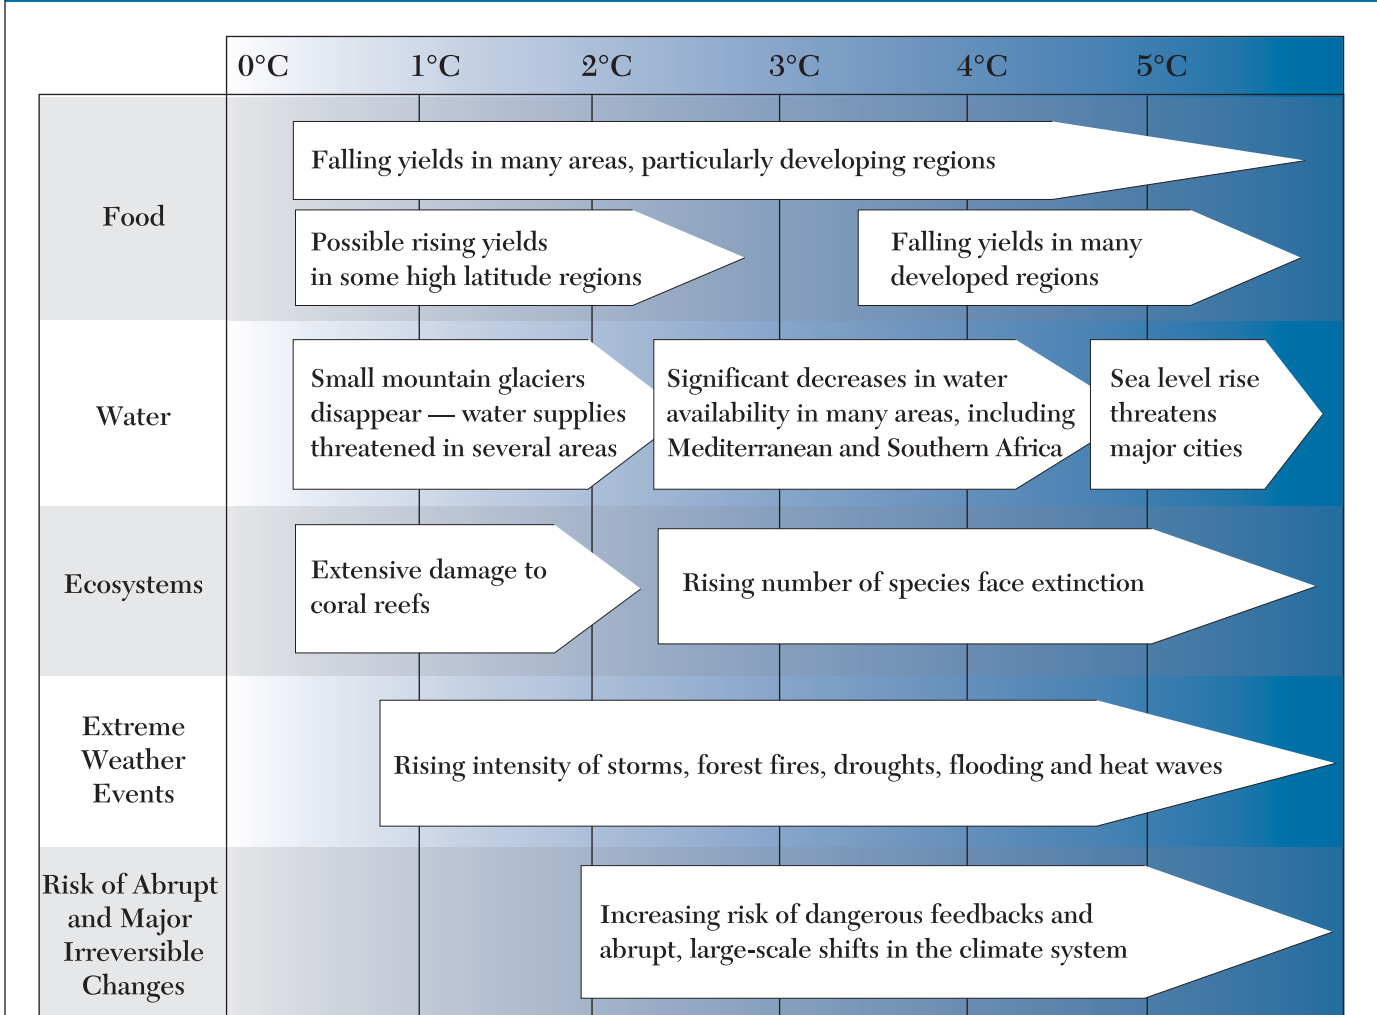 0°C 1°C 2°C 3°C 4°C 5°C
Food
Falling yields in many areas, particularly developing regions
Possible rising yields
in some high latitude regions
Falling yields in many
developed regions
Water
Small mountain glaciers
disappear — water supplies
threatened in several areas
Significant decreases in water
availability in many areas, including
Mediterranean and Southern Africa
Sea level rise
threatens
major cities
Ecosystems
Extensive damage to
coral reefs
Rising number of species face extinction
Extreme
Weather
Events
Rising intensity of storms, forest fires, droughts, flooding and heat waves
Risk of Abrupt
and Major
Irreversible
Changes
Increasing risk of dangerous feedbacks and
abrupt, large-scale shifts in the climate system